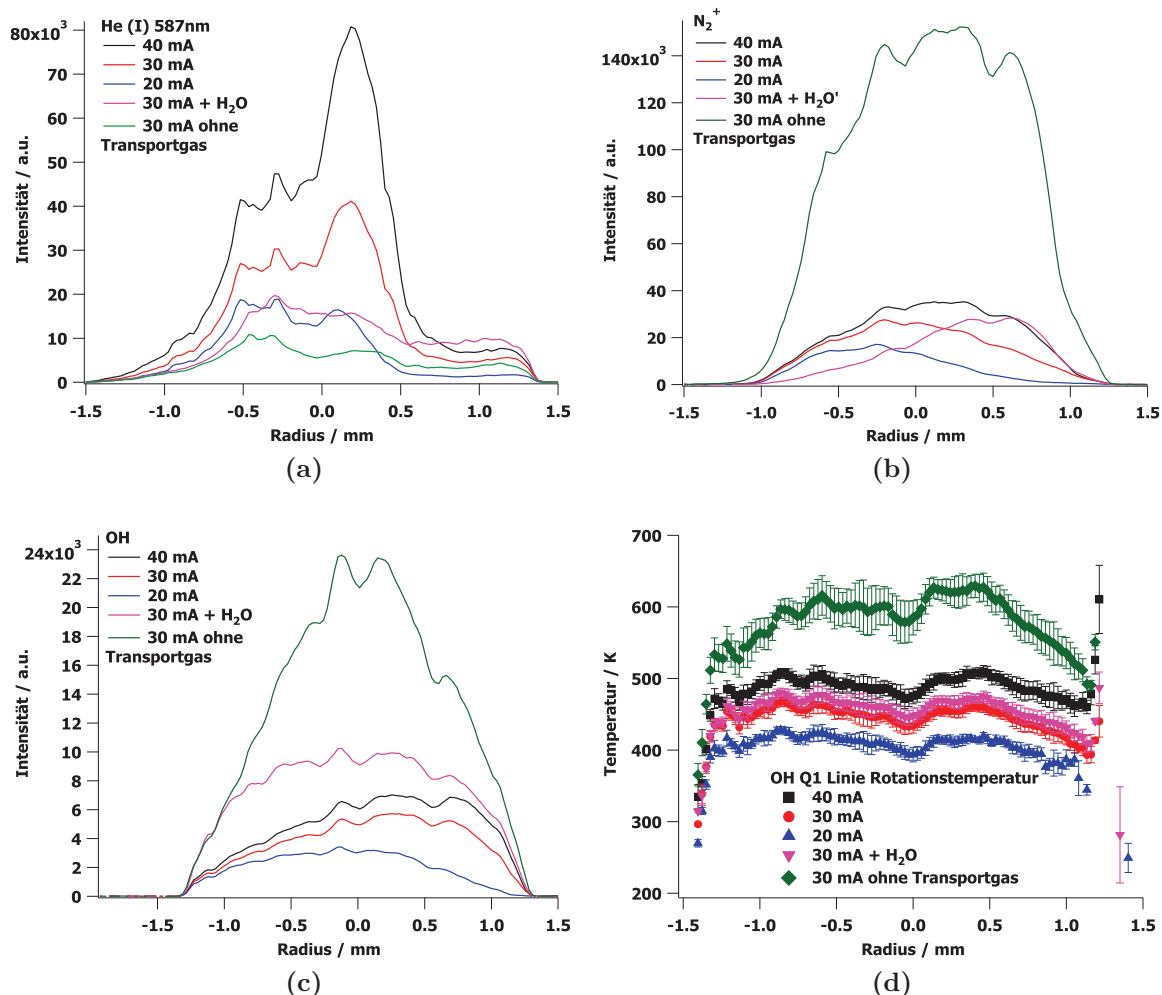 He (I) 587nm
40 mA
30 mA
20 mA
30 mA + H₂O
30 mA ohne
Transportgas
80x10³
70
60
50
40
30
20
10
0
Intensität / a.u.
-1.5
-1.0
-0.5
0.0
0.5
1.0
1.5
Radius / mm
(a)
N₂⁺
40 mA
30 mA
20 mA
30 mA + H₂O'
30 mA ohne
Transportgas
140x10³
120
100
80
60
40
20
0
Intensität / a.u.
-1.5
-1.0
-0.5
0.0
0.5
1.0
1.5
Radius / mm
(b)
OH
40 mA
30 mA
20 mA
30 mA + H₂O
30 mA ohne
Transportgas
24x10³
22
20
18
16
14
12
10
8
6
4
2
0
Intensität / a.u.
-1.5
-1.0
-0.5
0.0
0.5
1.0
1.5
Radius / mm
(c)
700
600
500
400
300
200
Temperatur / K
OH Q1 Linie Rotationstemperatur
40 mA
30 mA
20 mA
30 mA + H₂O
30 mA ohne Transportgas
-1.5
-1.0
-0.5
0.0
0.5
1.0
1.5
Radius / mm
(d)